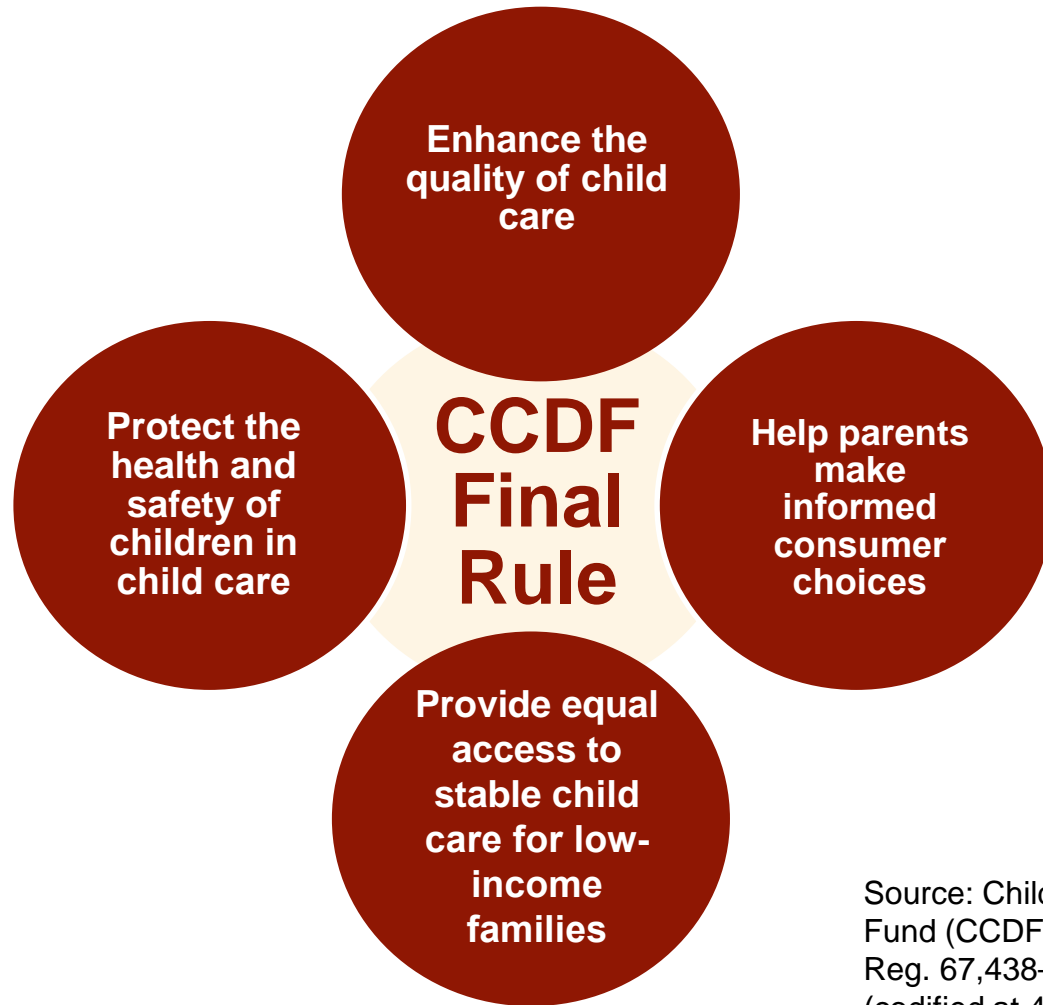 Enhance the
quality of child
care
Protect the
health and
safety of
children in
child care
CCDF
Final
Rule
Help parents
make
informed
consumer
choices
Provide equal
access to
stable child
care for low-
income
families
Source: Child
Fund (CCDF
Reg. 67,438-